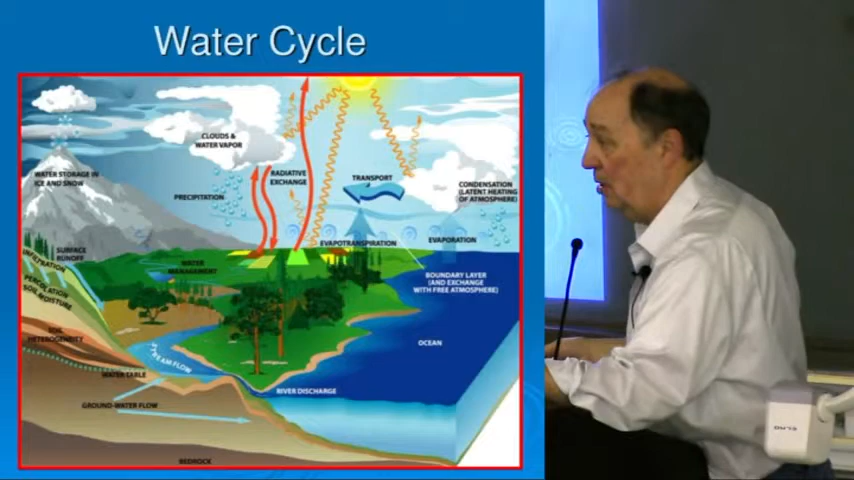 Water Cycle
CLOUDS &
WATER VAPOR
WATER STORAGE IN
ICE AND SNOW
RADIATIVE
EXCHANGE
TRANSPORT
CONDENSATION
(LATENT HEATING
OF ATMOSPHERE)
PRECIPITATION
EVAPOTRANSPIRATION
EVAPORATION
SURFACE
RUNOFF
INFILTRATION
WATER
MANAGEMENT
PERCOLATION
SOIL MOISTURE
BOUNDARY LAYER
(AND EXCHANGE
WITH FREE ATMOSPHERE)
SOIL
HETEROGENEITY
OCEAN
STREAM FLOW
WATER TABLE
RIVER DISCHARGE
GROUND-WATER FLOW
BEDROCK